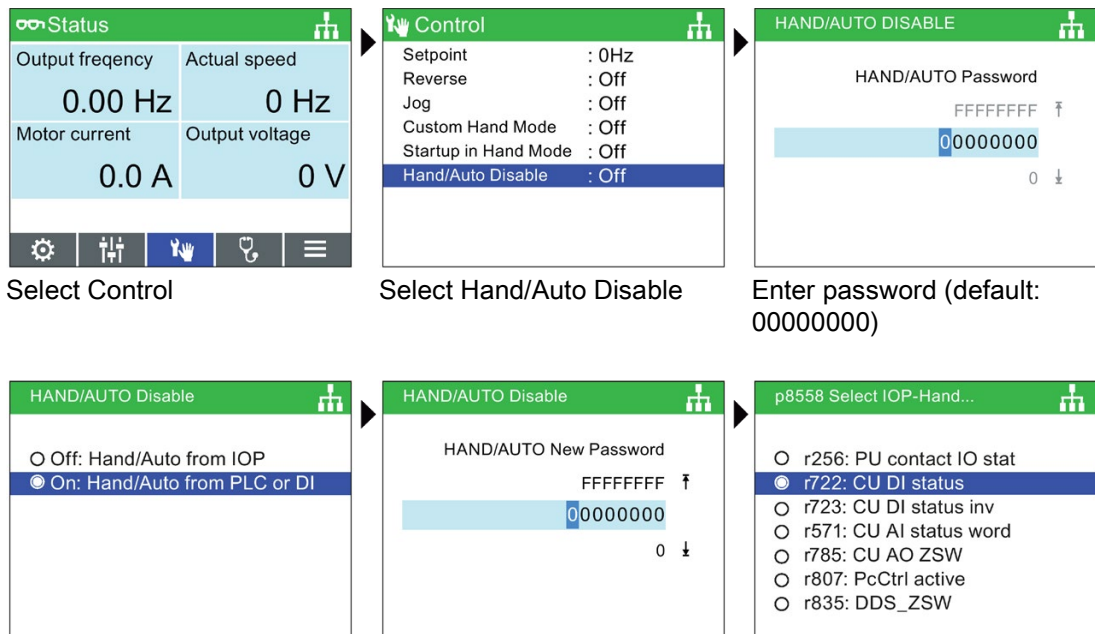 Status
Output freqency Actual speed
0.00 Hz 0 Hz
Motor current Output voltage
0.0 A 0 V
Select Control
Control
Setpoint : 0Hz
Reverse : Off
Jog : Off
Custom Hand Mode : Off
Startup in Hand Mode : Off
Hand/Auto Disable : Off
Select Hand/Auto Disable
HAND/AUTO DISABLE
HAND/AUTO Password
FFFFFFFF
00000000
0
Enter password (default:
00000000)
HAND/AUTO Disable
Off: Hand/Auto from IOP
On: Hand/Auto from PLC or DI
HAND/AUTO Disable
HAND/AUTO New Password
FFFFFFFF
00000000
0
p8558 Select IOP-Hand...
r256: PU contact IO stat
r722: CU DI status
r723: CU DI status inv
r571: CU AI status word
r785: CU AO ZSW
r807: PcCtrl active
r835: DDS_ZSW